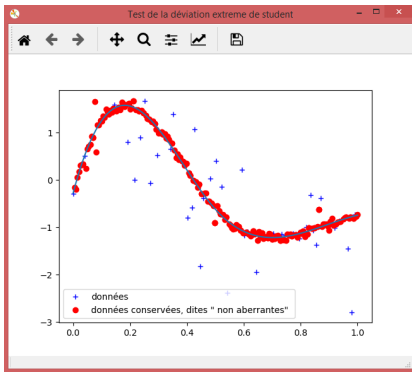 Test de la déviation extreme de student
1
0
−1
−2
−3
0.0 0.2 0.4 0.6 0.8 1.0
données
données conservées, dites " non aberrantes"